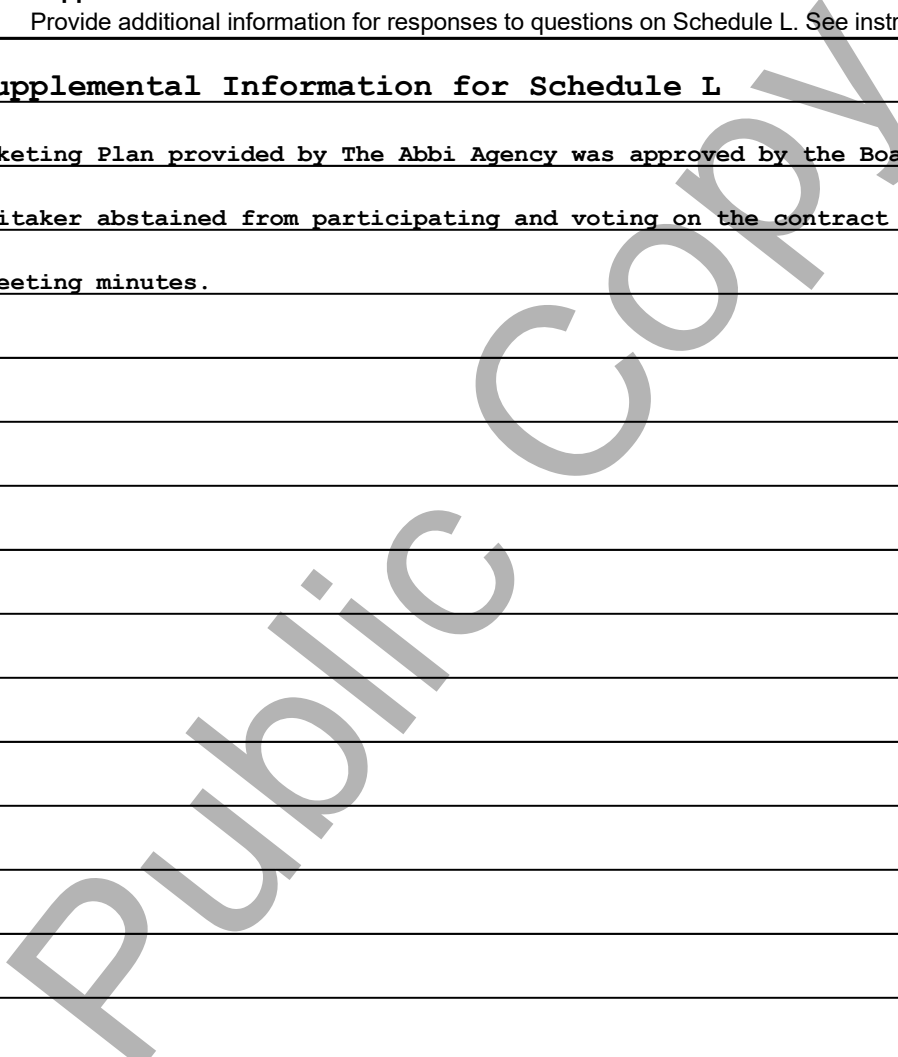 Provide additional information for responses to questions on Schedule L. See instr
upplemental Information for Schedule L
keting Plan provided by The Abbi Agency was approved by the Boa
itaker abstained from participating and voting on the contract
eeting minutes.
Public Copy